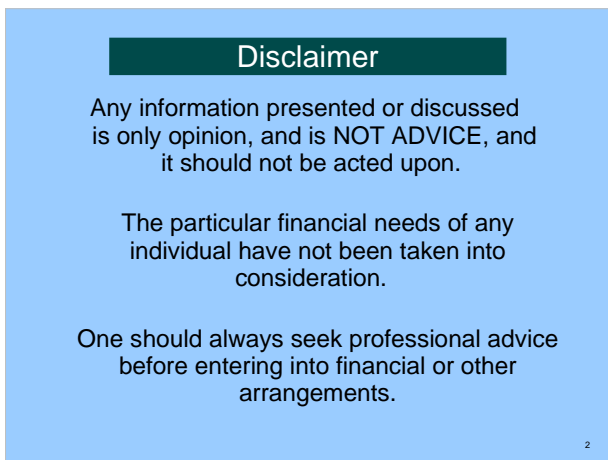 Disclaimer
Any information presented or discussed
is only opinion, and is NOT ADVICE, and
it should not be acted upon.
The particular financial needs of any
individual have not been taken into
consideration.
One should always seek professional advice
before entering into financial or other
arrangements.
2